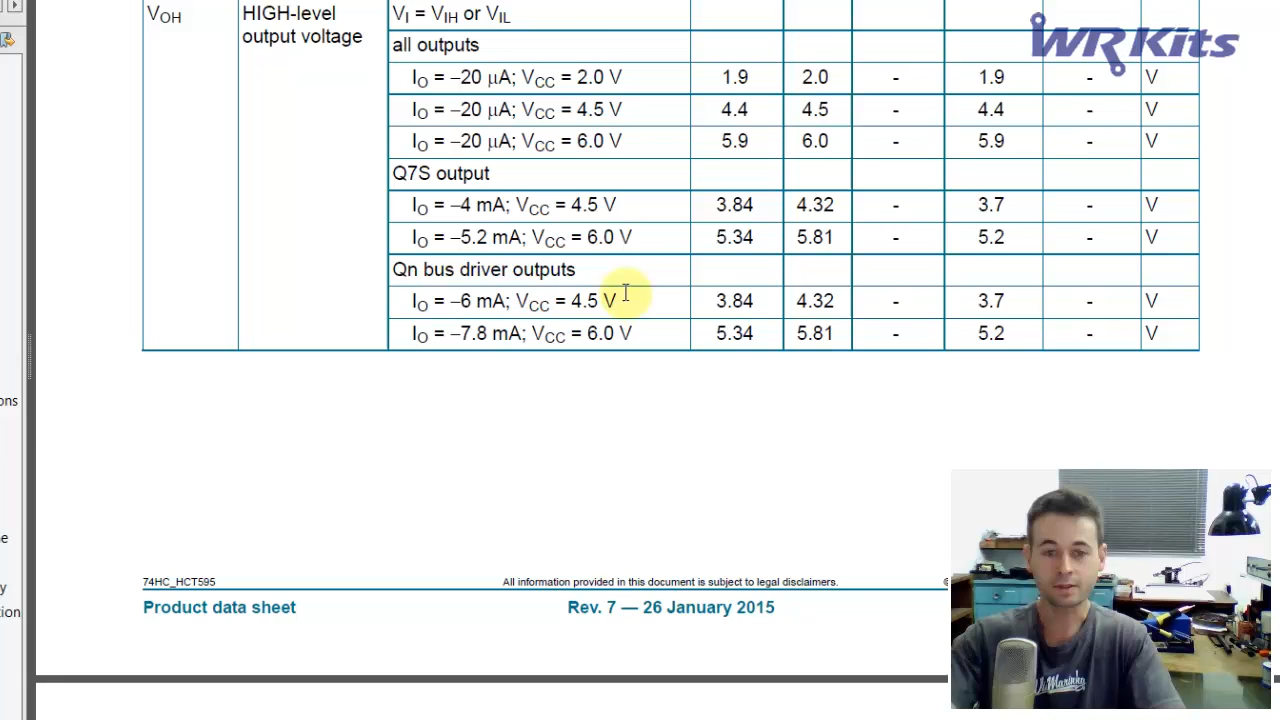 WR Kits
VOH HIGH-level output voltage VI = VIH or VIL
all outputs
IO = −20 μA; VCC = 2.0 V 1.9 2.0 - 1.9 - V
IO = −20 μA; VCC = 4.5 V 4.4 4.5 - 4.4 - V
IO = −20 μA; VCC = 6.0 V 5.9 6.0 - 5.9 - V
Q7S output
IO = −4 mA; VCC = 4.5 V 3.84 4.32 - 3.7 - V
IO = −5.2 mA; VCC = 6.0 V 5.34 5.81 - 5.2 - V
Qn bus driver outputs
IO = −6 mA; VCC = 4.5 V 3.84 4.32 - 3.7 - V
IO = −7.8 mA; VCC = 6.0 V 5.34 5.81 - 5.2 - V
ons
e
y
tion
74HC_HCT595 All information provided in this document is subject to legal disclaimers. ©
Product data sheet Rev. 7 — 26 January 2015